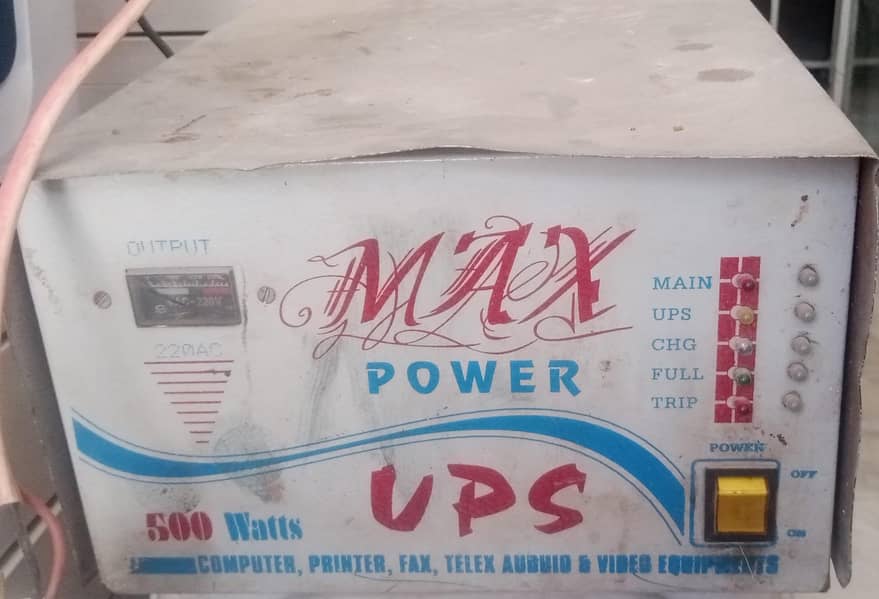 OUTPUT
220V
220AC
MAX
POWER
UPS
500 Watts
COMPUTER, PRINTER, FAX, TELEX AUBUIO & VIDEO EQUIPMENTS
MAIN
UPS
CHG
FULL
TRIP
POWER
OFF
ON